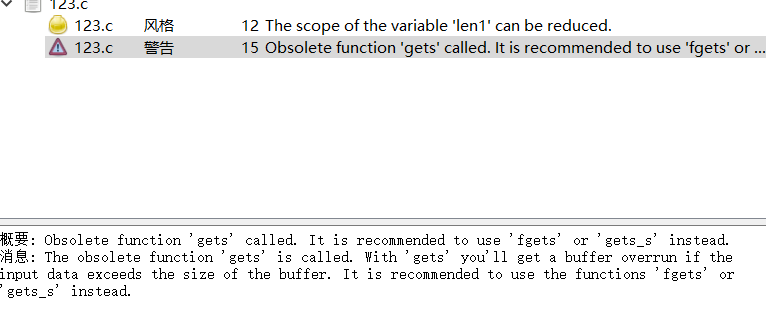 123.c
123.c 风格 12 The scope of the variable 'len1' can be reduced.
123.c 警告 15 Obsolete function 'gets' called. It is recommended to use 'fgets' or ...
概要: Obsolete function 'gets' called. It is recommended to use 'fgets' or 'gets_s' instead.
消息: The obsolete function 'gets' is called. With 'gets' you'll get a buffer overrun if the
input data exceeds the size of the buffer. It is recommended to use the functions 'fgets' or
'gets_s' instead.